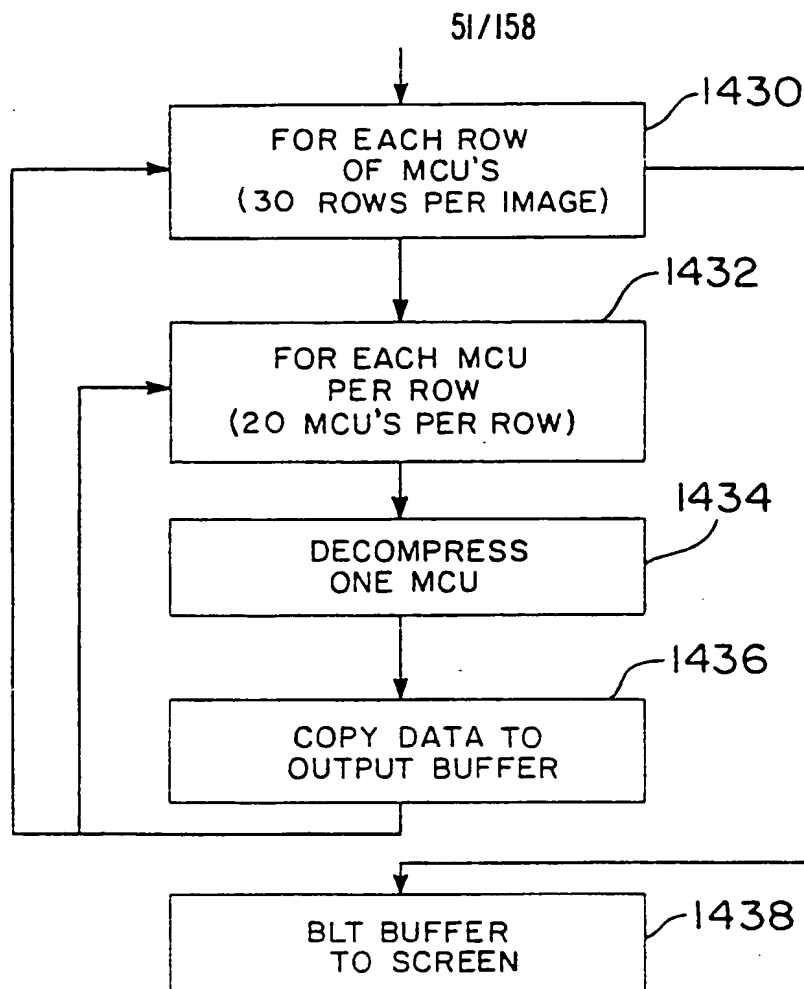 51/158
1430
FOR EACH ROW
OF MCU'S
(30 ROWS PER IMAGE)
1432
FOR EACH MCU
PER ROW
(20 MCU'S PER ROW)
1434
DECOMPRESS
ONE MCU
1436
COPY DATA TO
OUTPUT BUFFER
1438
BLT BUFFER
TO SCREEN